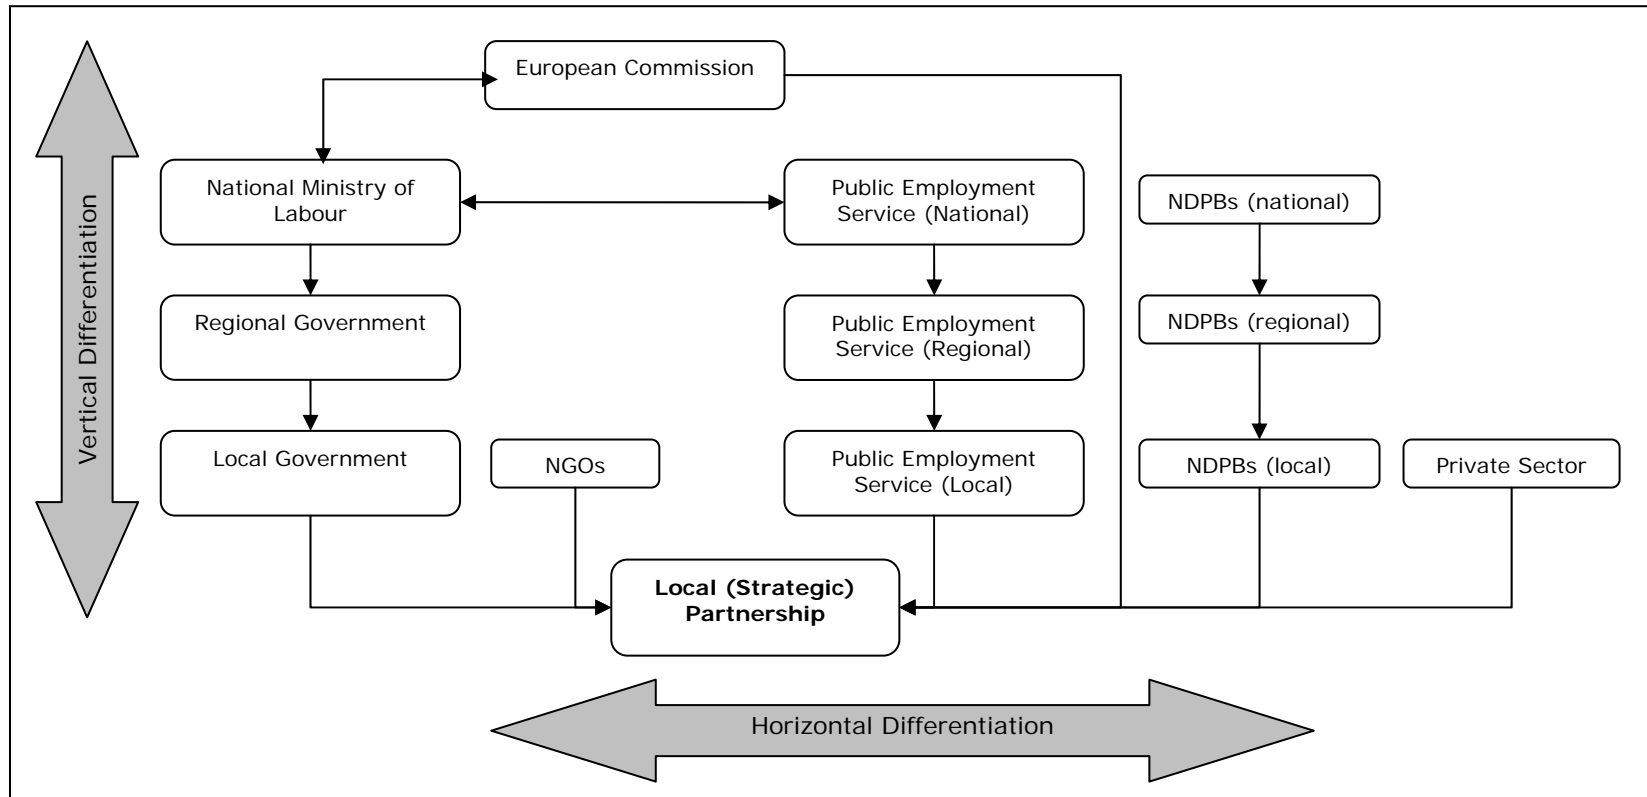 European Commission
Vertical Differentiation
National Ministry of
Labour
Public Employment
Service (National)
NDPBs (national)
Regional Government
Public Employment
Service (Regional)
NDPBs (regional)
Local Government
NGOs
Public Employment
Service (Local)
NDPBs (local)
Private Sector
Local (Strategic)
Partnership
Horizontal Differentiation